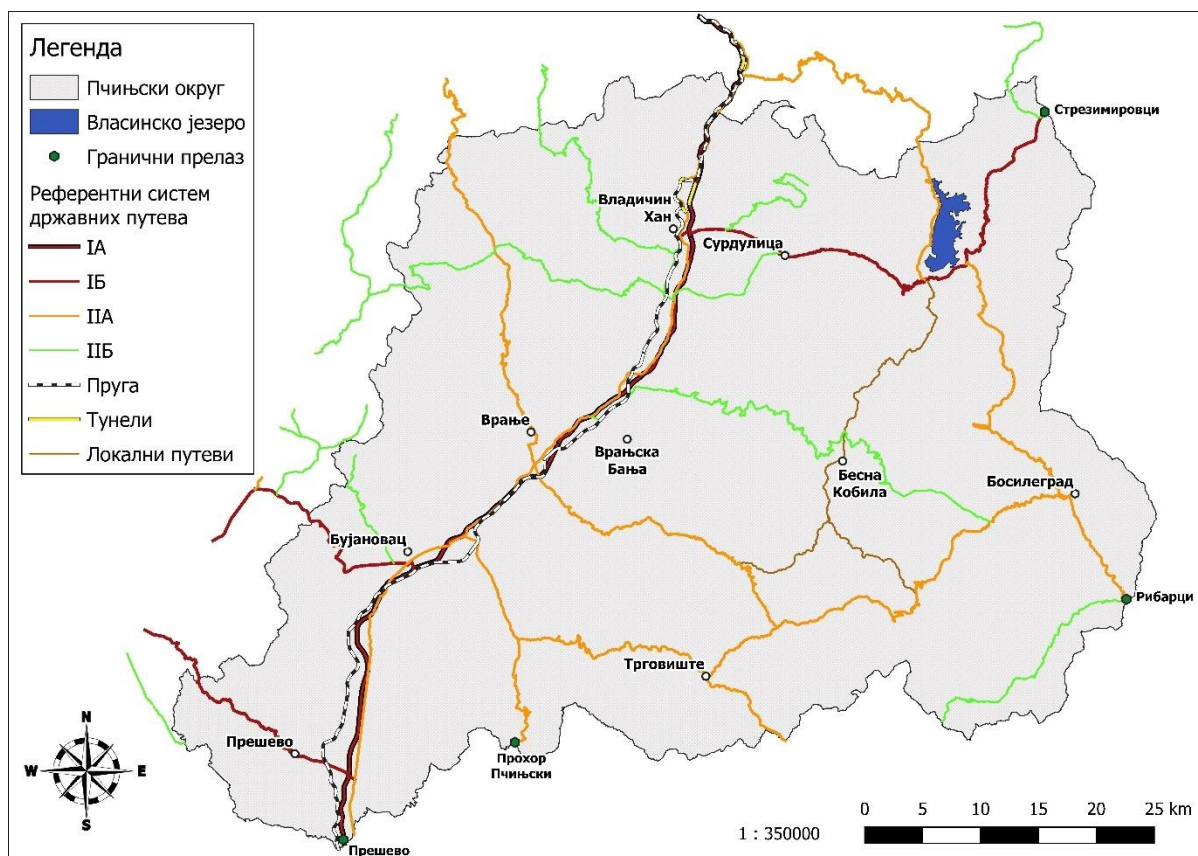 Легенда
Пчињски округ
Власинско језеро
Гранични прелаз
Референтни систем
државних путева
IA
IБ
IIA
IIБ
Пруга
Тунели
Локални путеви
Стрезимировци
Владичин
Хан
Сурдулица
Врање
Врањска
Бања
Бесна
Кобила
Босилеград
Бујановац
Рибарци
Трговиште
Прешево
Прохор
Пчињски
Прешево
N
W
E
S
0 5 10 15 20 25 km
1 : 350000